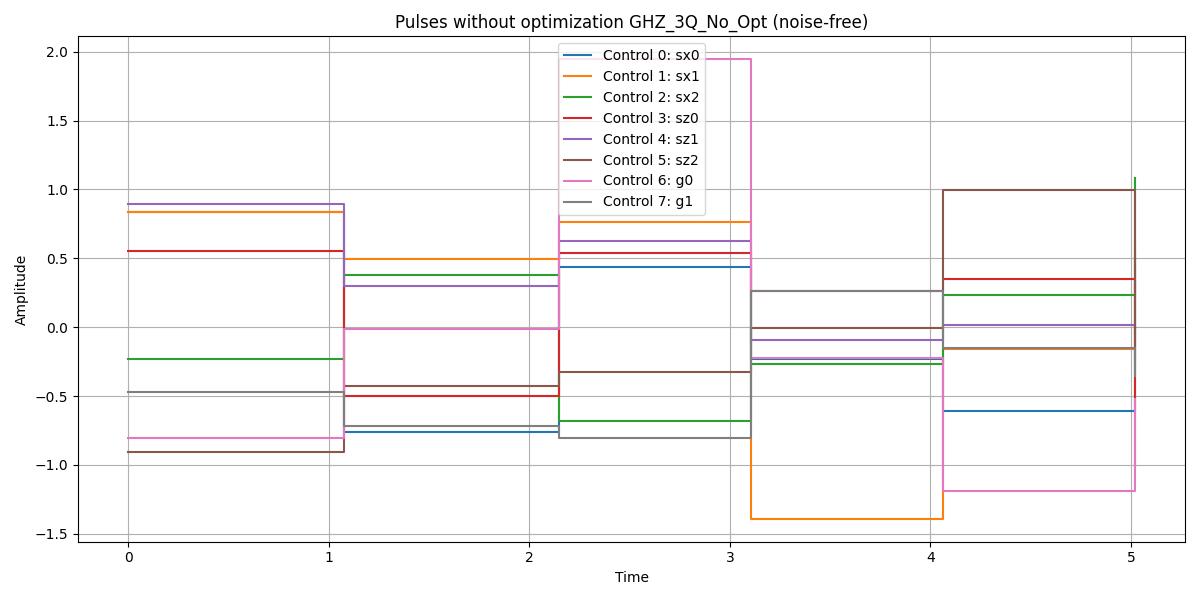 Pulses without optimization GHZ_3Q_No_Opt (noise-free)
2.0
1.5
1.0
0.5
0.0
−0.5
−1.0
−1.5
Amplitude
Control 0: sx0
Control 1: sx1
Control 2: sx2
Control 3: sz0
Control 4: sz1
Control 5: sz2
Control 6: g0
Control 7: g1
0 1 2 3 4 5
Time